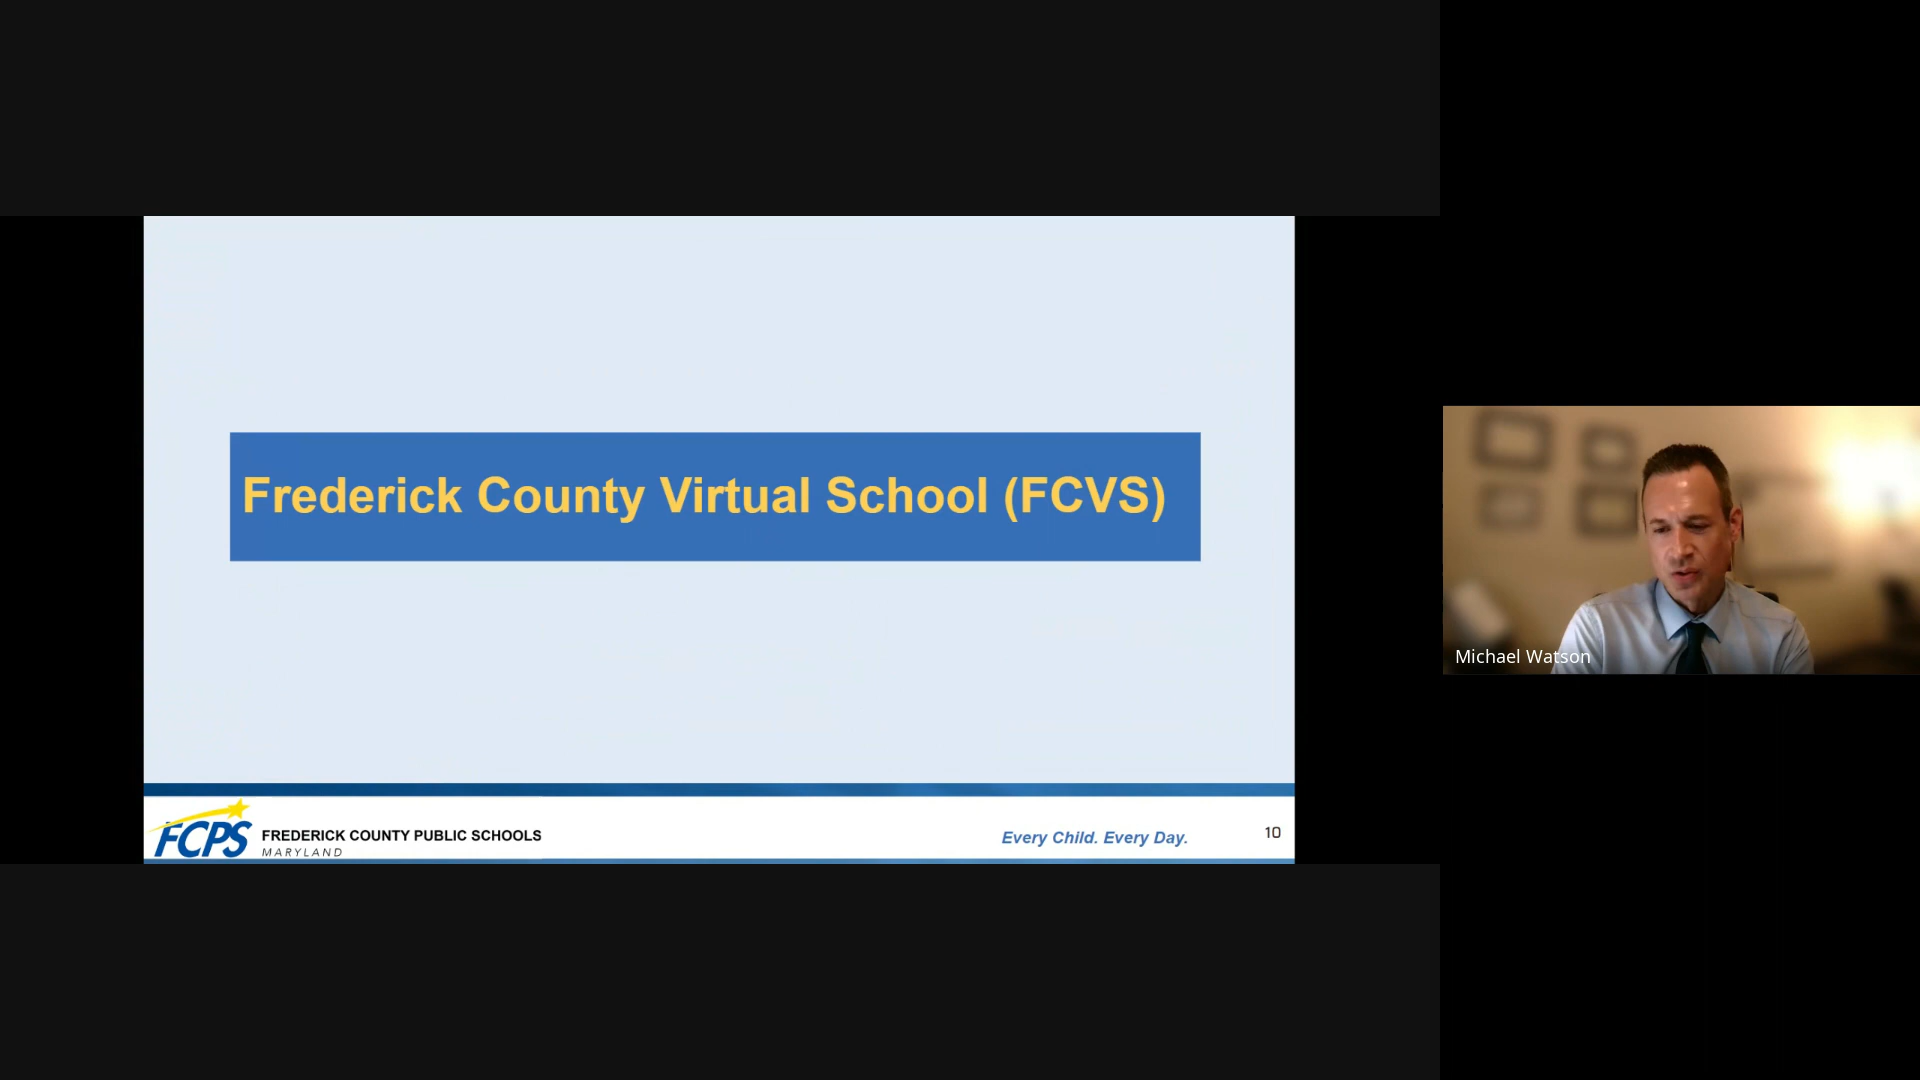 Frederick County Virtual School (FCVS)
FCPS
FREDERICK COUNTY PUBLIC SCHOOLS
MARYLAND
Every Child. Every Day.
10
Michael Watson